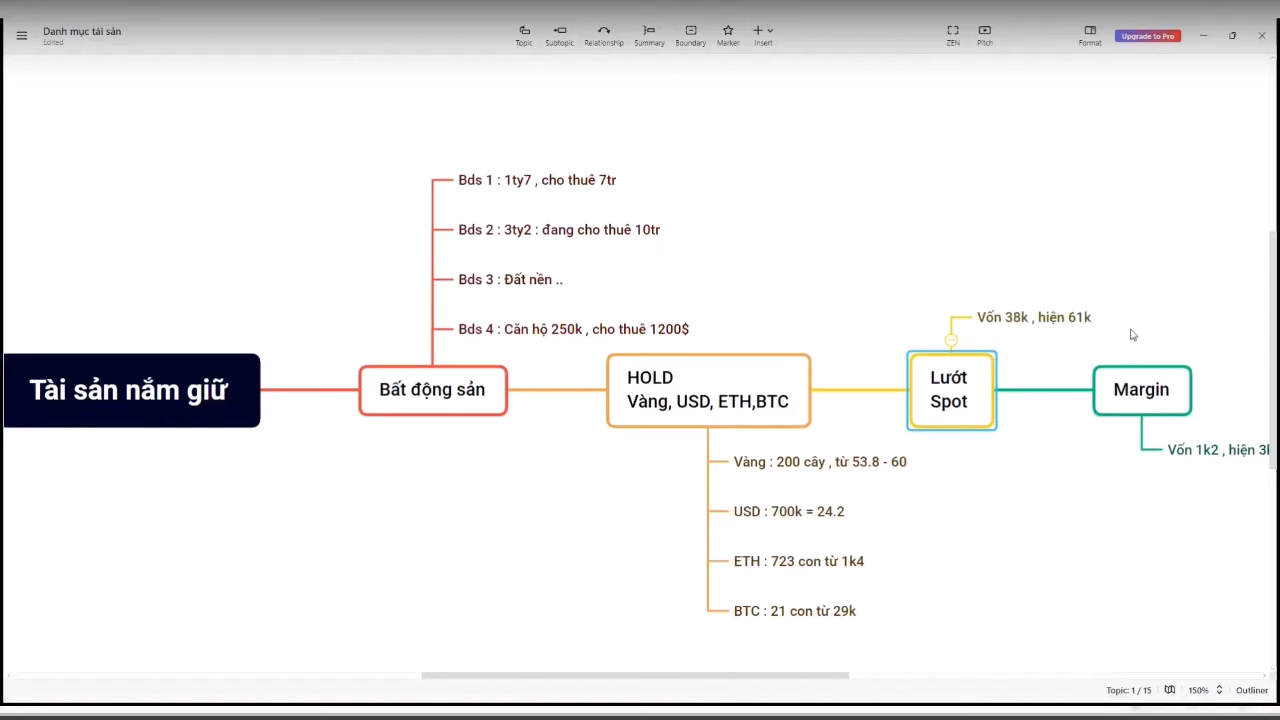 Danh mục tài sản
Edited
Topic
Subtopic
Relationship
Summary
Boundary
Marker
Insert
ZEN
Pitch
Format
Upgrade to Pro
Bds 1 : 1ty7 , cho thuê 7tr
Bds 2 : 3ty2 : đang cho thuê 10tr
Bds 3 : Đất nền ..
Bds 4 : Căn hộ 250k , cho thuê 1200$
Vốn 38k , hiện 61k
Tài sản nắm giữ
Bất động sản
HOLD
Vàng, USD, ETH,BTC
Lướt
Spot
Margin
Vốn 1k2 , hiện
Vàng : 200 cây , từ 53.8 - 60
USD : 700k = 24.2
ETH : 723 con từ 1k4
BTC : 21 con từ 29k
Topic: 1 / 15
150%
Outliner